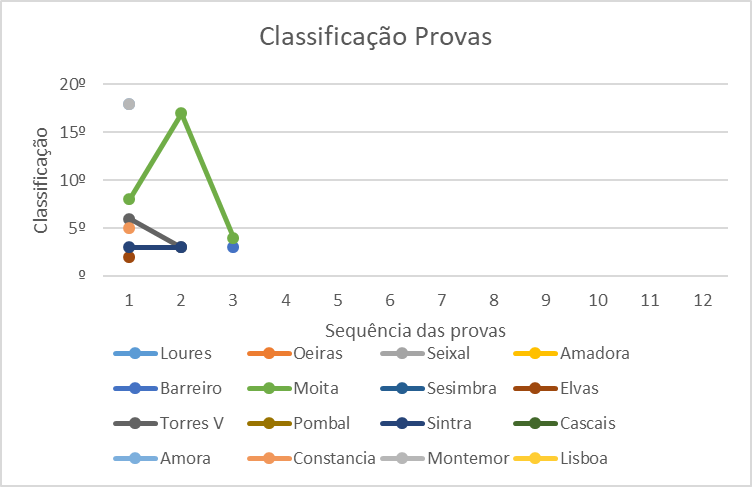 Classificação Provas
20º
15º
10º
5º
º
Classificação
1 2 3 4 5 6 7 8 9 10 11 12
Sequência das provas
Loures Oeiras Seixal Amadora
Barreiro Moita Sesimbra Elvas
Torres V Pombal Sintra Cascais
Amora Constancia Montemor Lisboa